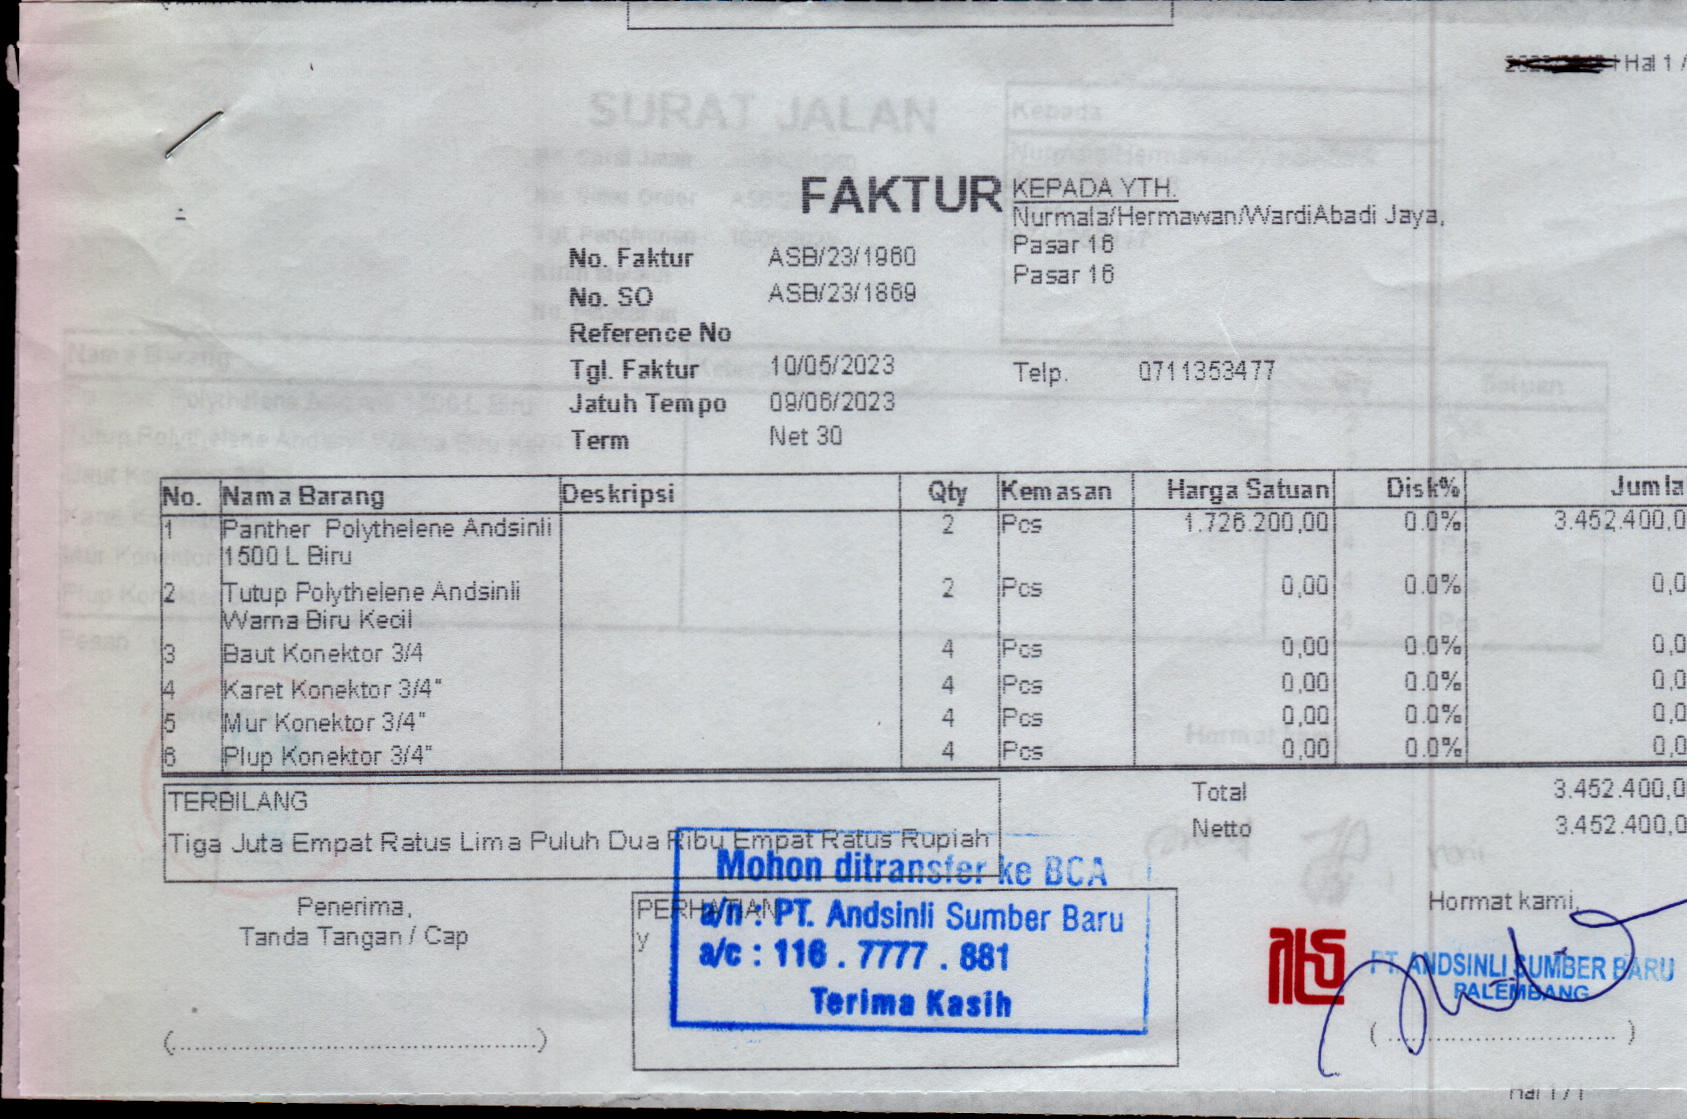 Hal 1 /
SURAT JALAN
Kepada
FAKTUR
KEPADA YTH.
Nurmala/Hermawan/WardiAbadi Jaya,
Pasar 16
Pasar 16
No. Faktur ASB/23/1960
No. SO ASB/23/1869
Reference No
Tgl. Faktur 10/05/2023
Telp. 0711353477
Jatuh Tempo 09/06/2023
Term Net 30
No. Nama Barang Deskripsi Qty Kemasan Harga Satuan Disk% Jumla
1 Panther Polythelene Andsinli 2 Pcs 1.726.200,00 0.0% 3.452.400,0
1500 L Biru
2 Tutup Polythelene Andsinli 2 Pcs 0,00 0.0% 0,0
Warna Biru Kecil
3 Baut Konektor 3/4 4 Pcs 0,00 0.0% 0,0
4 Karet Konektor 3/4" 4 Pcs 0,00 0.0% 0,0
5 Mur Konektor 3/4" 4 Pcs 0,00 0.0% 0,0
6 Plup Konektor 3/4" 4 Pcs 0,00 0.0% 0,0
TERBILANG
Tiga Juta Empat Ratus Lima Puluh Dua Ribu Empat Ratus Rupiah
Total 3.452.400,0
Netto 3.452.400,0
Mohon ditransfer ke BCA
a/n : PT. Andsinli Sumber Baru
a/c : 116 . 7777 . 881
Terima Kasih
PERHATIAN
y
Penerima,
Tanda Tangan / Cap
(................................................)
Hormat kami,
PT. ANDSINLI SUMBER BARU
PALEMBANG
( ................................ )
Hal 1 / 1